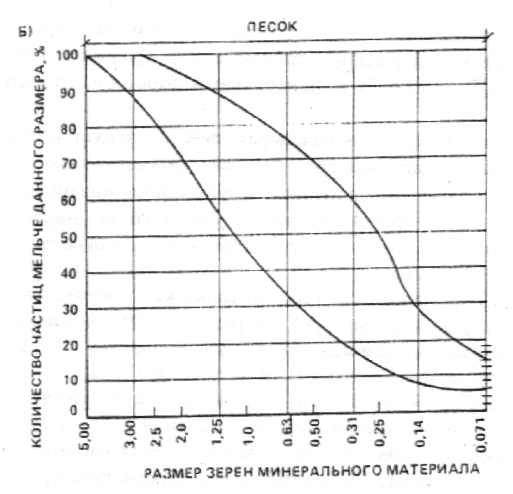 Б)
ПЕСОК
КОЛИЧЕСТВО ЧАСТИЦ МЕЛЬЧЕ ДАННОГО РАЗМЕРА, %
100
90
80
70
60
50
40
30
20
10
0
5,00 3,00 2,5 2,0 1,25 1,0 0,63 0,50 0,31 0,25 0,14 0,071
РАЗМЕР ЗЕРЕН МИНЕРАЛЬНОГО МАТЕРИАЛА